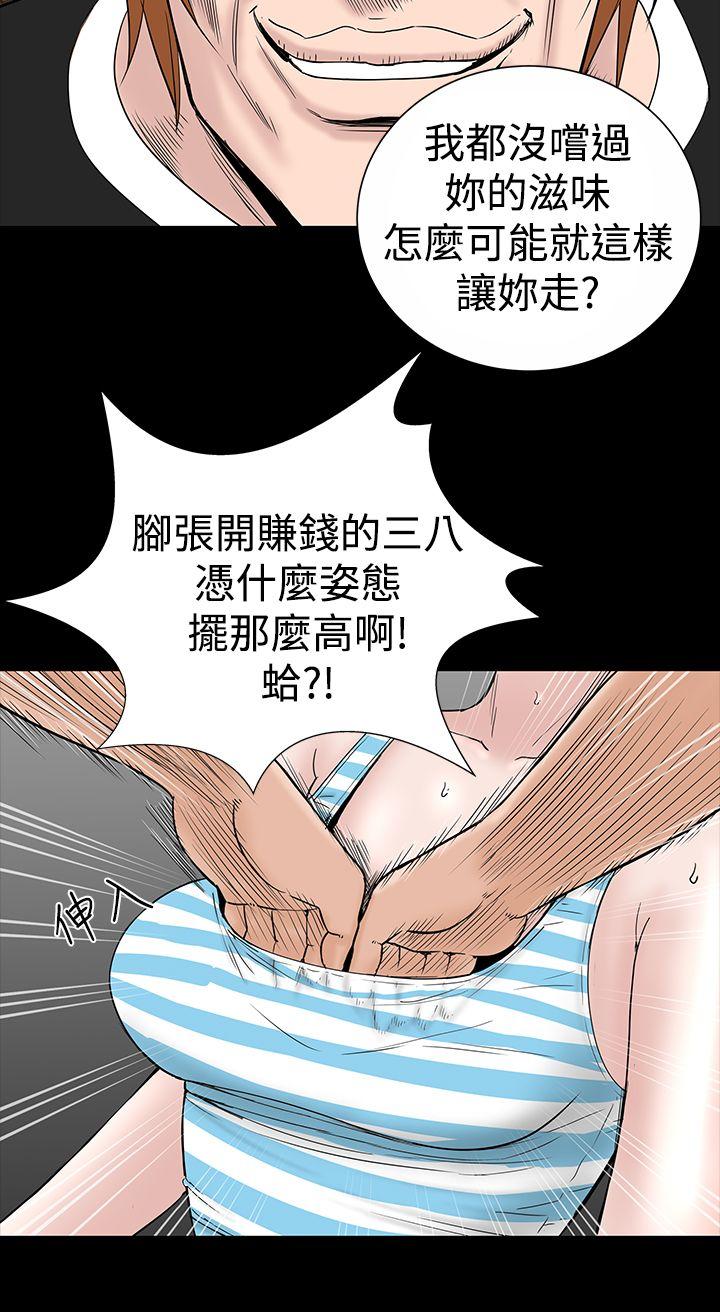 我都沒嚐過
妳的滋味
怎麼可能就這樣
讓妳走?
腳張開賺錢的三八
憑什麼姿態
擺那麼高啊!
蛤?!
伸入